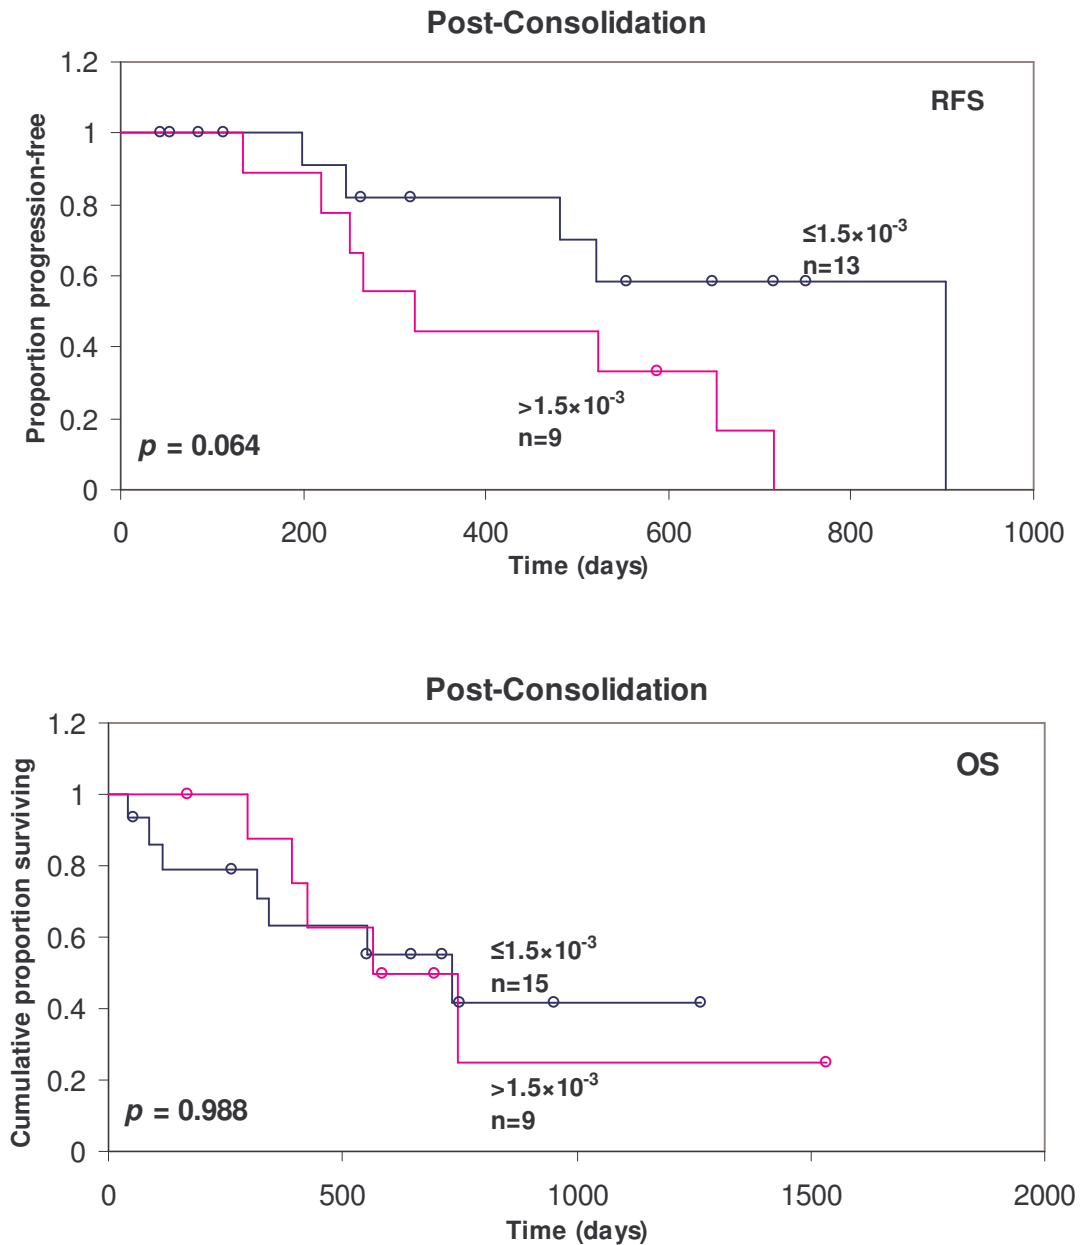 Post-Consolidation
RFS
Proportion progression-free
1.2
1
0.8
0.6
0.4
0.2
0
≤1.5×10⁻³
n=13
>1.5×10⁻³
n=9
p = 0.064
0 200 400 600 800 1000
Time (days)
Post-Consolidation
OS
Cumulative proportion surviving
1.2
1
0.8
0.6
0.4
0.2
0
≤1.5×10⁻³
n=15
>1.5×10⁻³
n=9
p = 0.988
0 500 1000 1500 2000
Time (days)